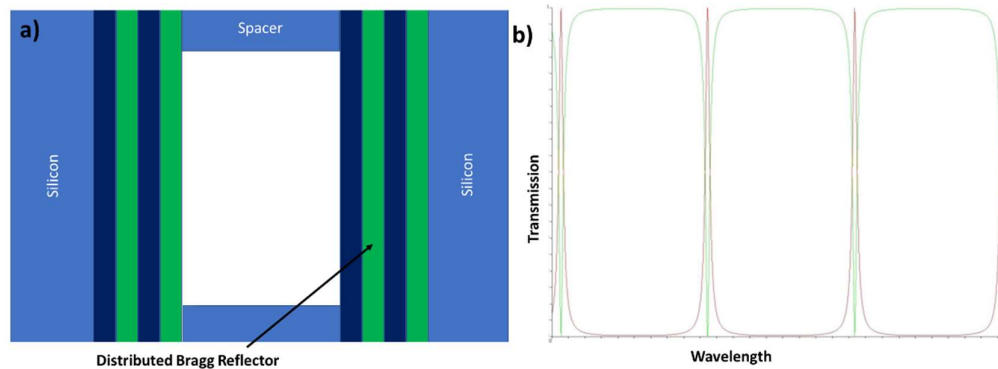 a)
Spacer
Silicon
Silicon
Distributed Bragg Reflector
b)
Transmission
Wavelength